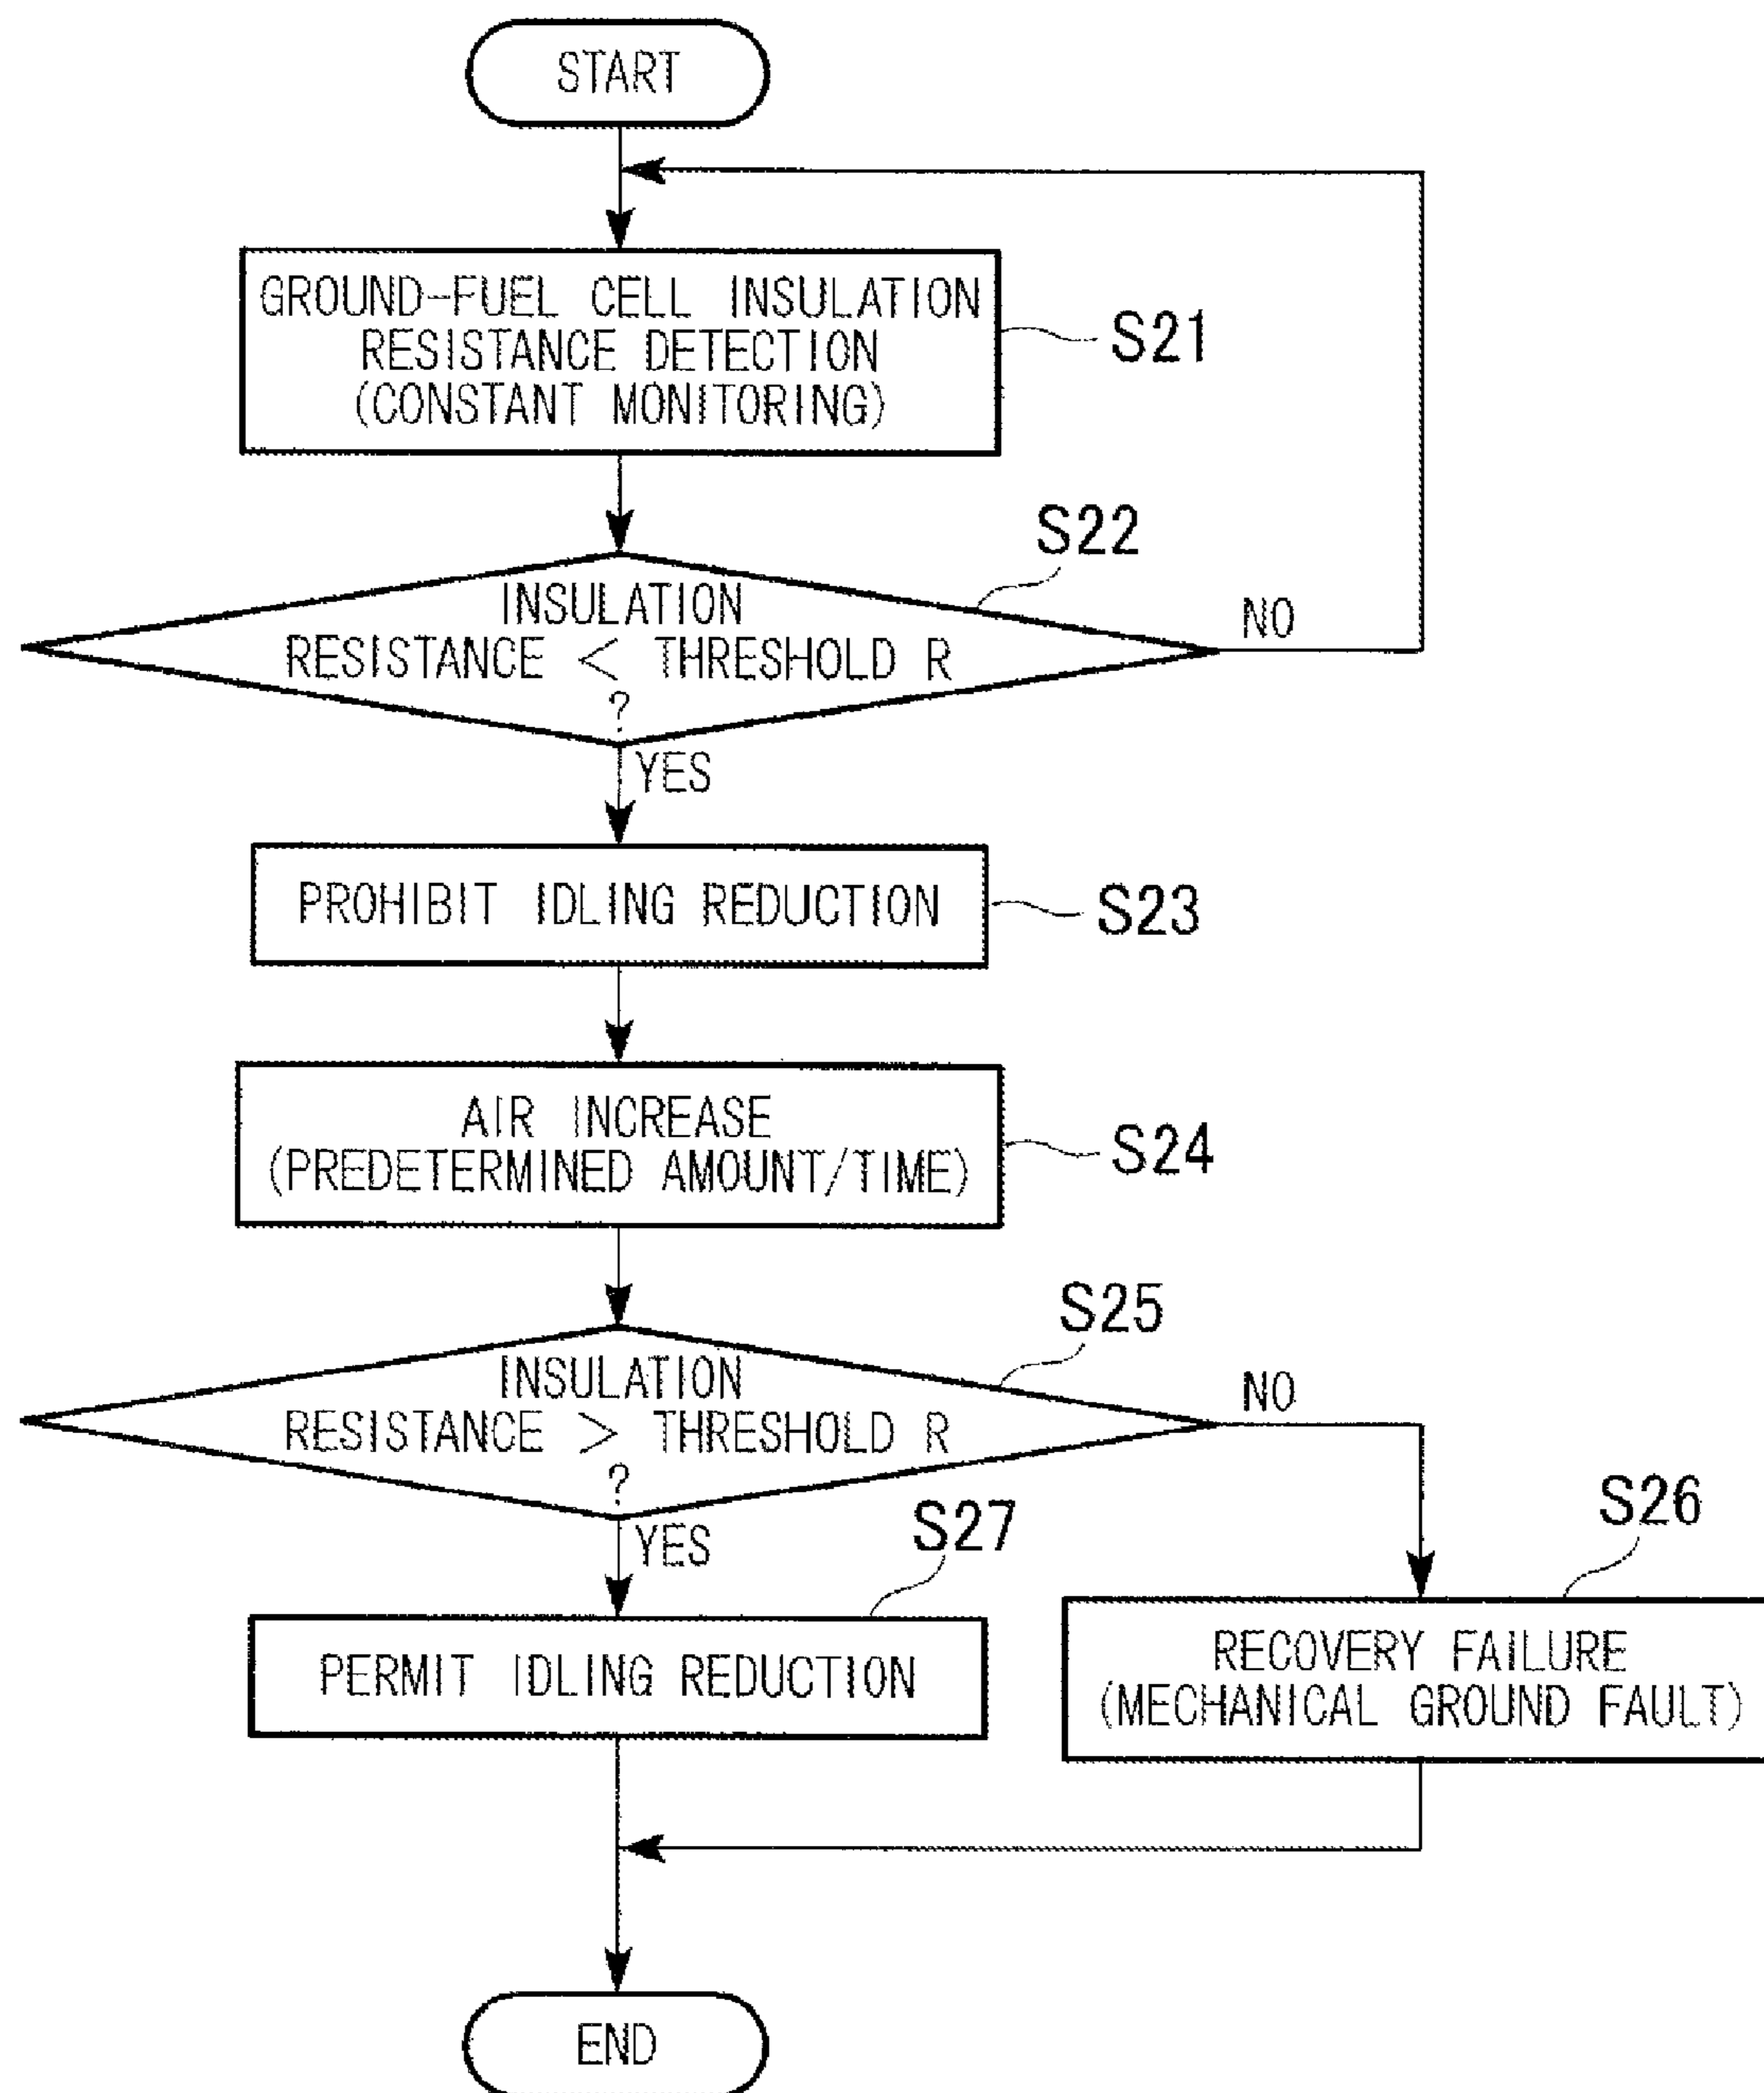 START
GROUND-FUEL CELL INSULATION
RESISTANCE DETECTION
(CONSTANT MONITORING)
S21
S22
INSULATION
RESISTANCE < THRESHOLD R
?
NO
YES
PROHIBIT IDLING REDUCTION
S23
AIR INCREASE
(PREDETERMINED AMOUNT/TIME)
S24
S25
INSULATION
RESISTANCE > THRESHOLD R
?
NO
YES
S27
S26
PERMIT IDLING REDUCTION
RECOVERY FAILURE
(MECHANICAL GROUND FAULT)
END